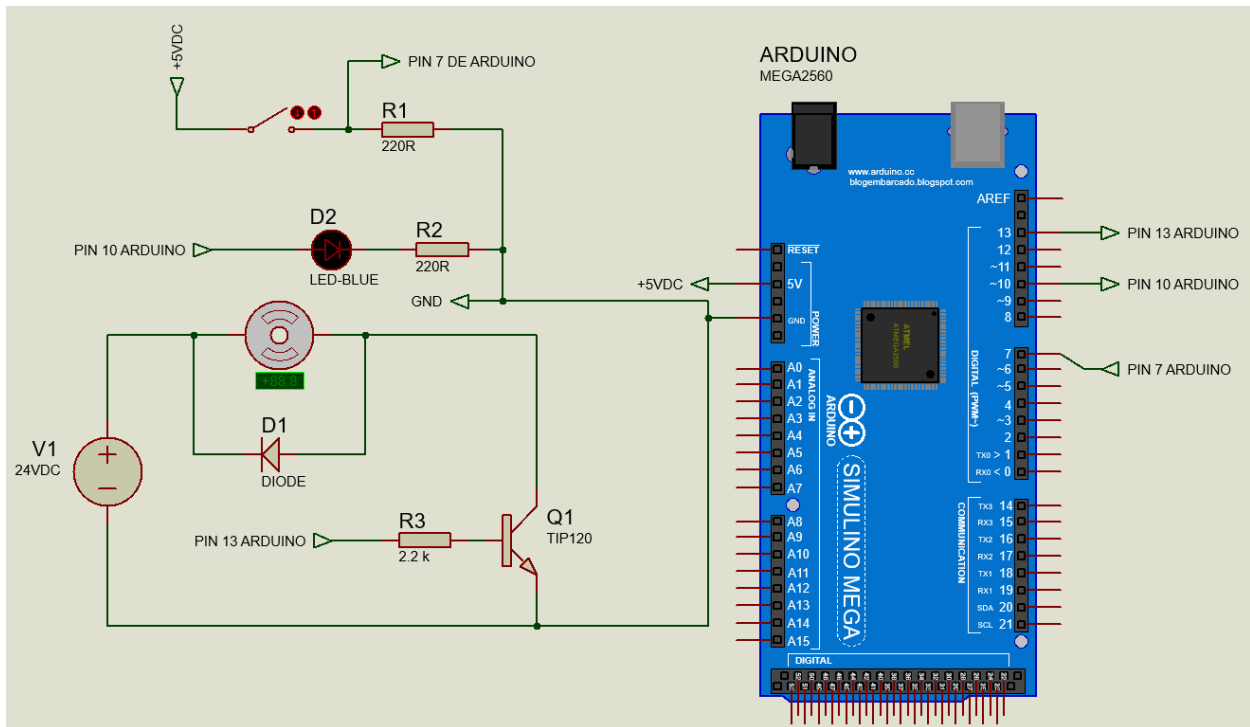 +5VDC
PIN 7 DE ARDUINO
R1
220R
D2
PIN 10 ARDUINO
LED-BLUE
R2
220R
GND
+88.8
D1
DIODE
V1
24VDC
PIN 13 ARDUINO
R3
2.2 k
Q1
TIP120
ARDUINO
MEGA2560
www.arduino.cc
blogembarcado.blogspot.com
AREF
13
12
~11
~10
~9
8
PIN 13 ARDUINO
PIN 10 ARDUINO
RESET
5V
GND
POWER
+5VDC
ATMEL
ATMEGA2560
DIGITAL (PWM~)
7
~6
~5
4
~3
2
TX0 > 1
RX0 < 0
PIN 7 ARDUINO
A0
A1
A2
A3
A4
A5
A6
A7
ANALOG IN
ARDUINO
A8
A9
A10
A11
A12
A13
A14
A15
SIMULINO MEGA
COMMUNICATION
TX3 14
RX3 15
TX2 16
RX2 17
TX1 18
RX1 19
SDA 20
SCL 21
DIGITAL